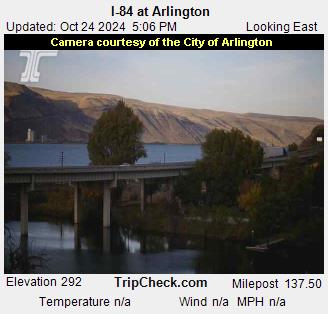 I-84 at Arlington
Updated: Oct 24 2024 5:06 PM Looking East
Camera courtesy of the City of Arlington
Elevation 292 TripCheck.com Milepost 137.50
Temperature n/a Wind n/a MPH n/a